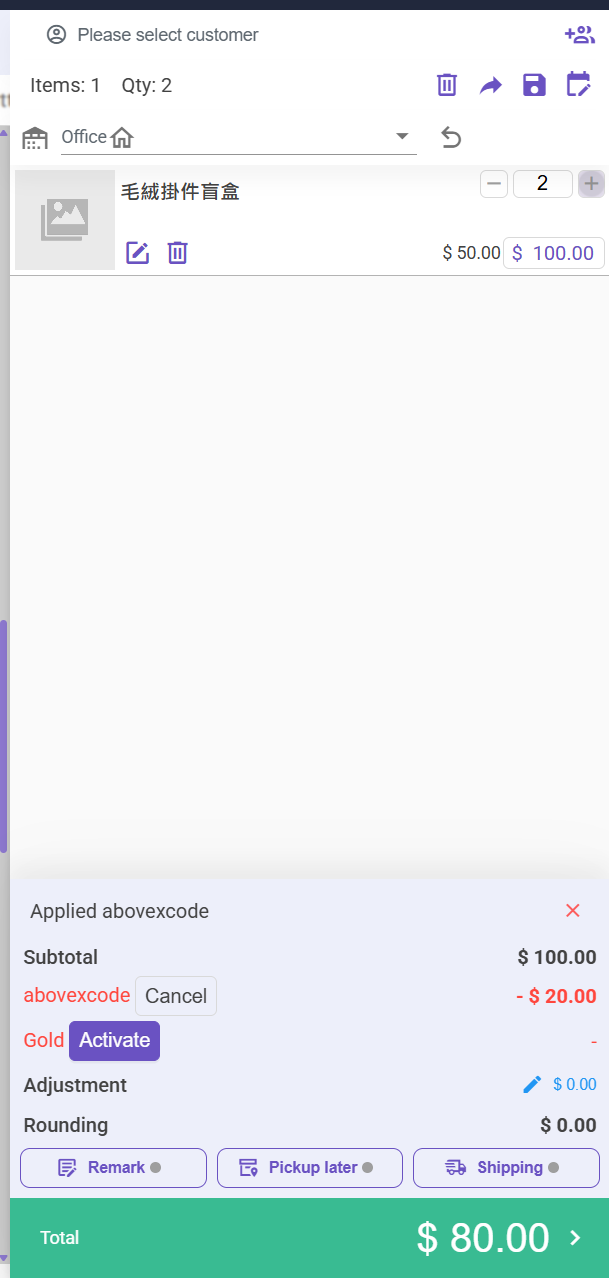 Please select customer
Items: 1 Qty: 2
Office
毛絨掛件盲盒
2
$ 50.00 $ 100.00
Applied abovexcode
Subtotal $ 100.00
abovexcode Cancel - $ 20.00
Gold Activate -
Adjustment $ 0.00
Rounding $ 0.00
Remark Pickup later Shipping
Total $ 80.00